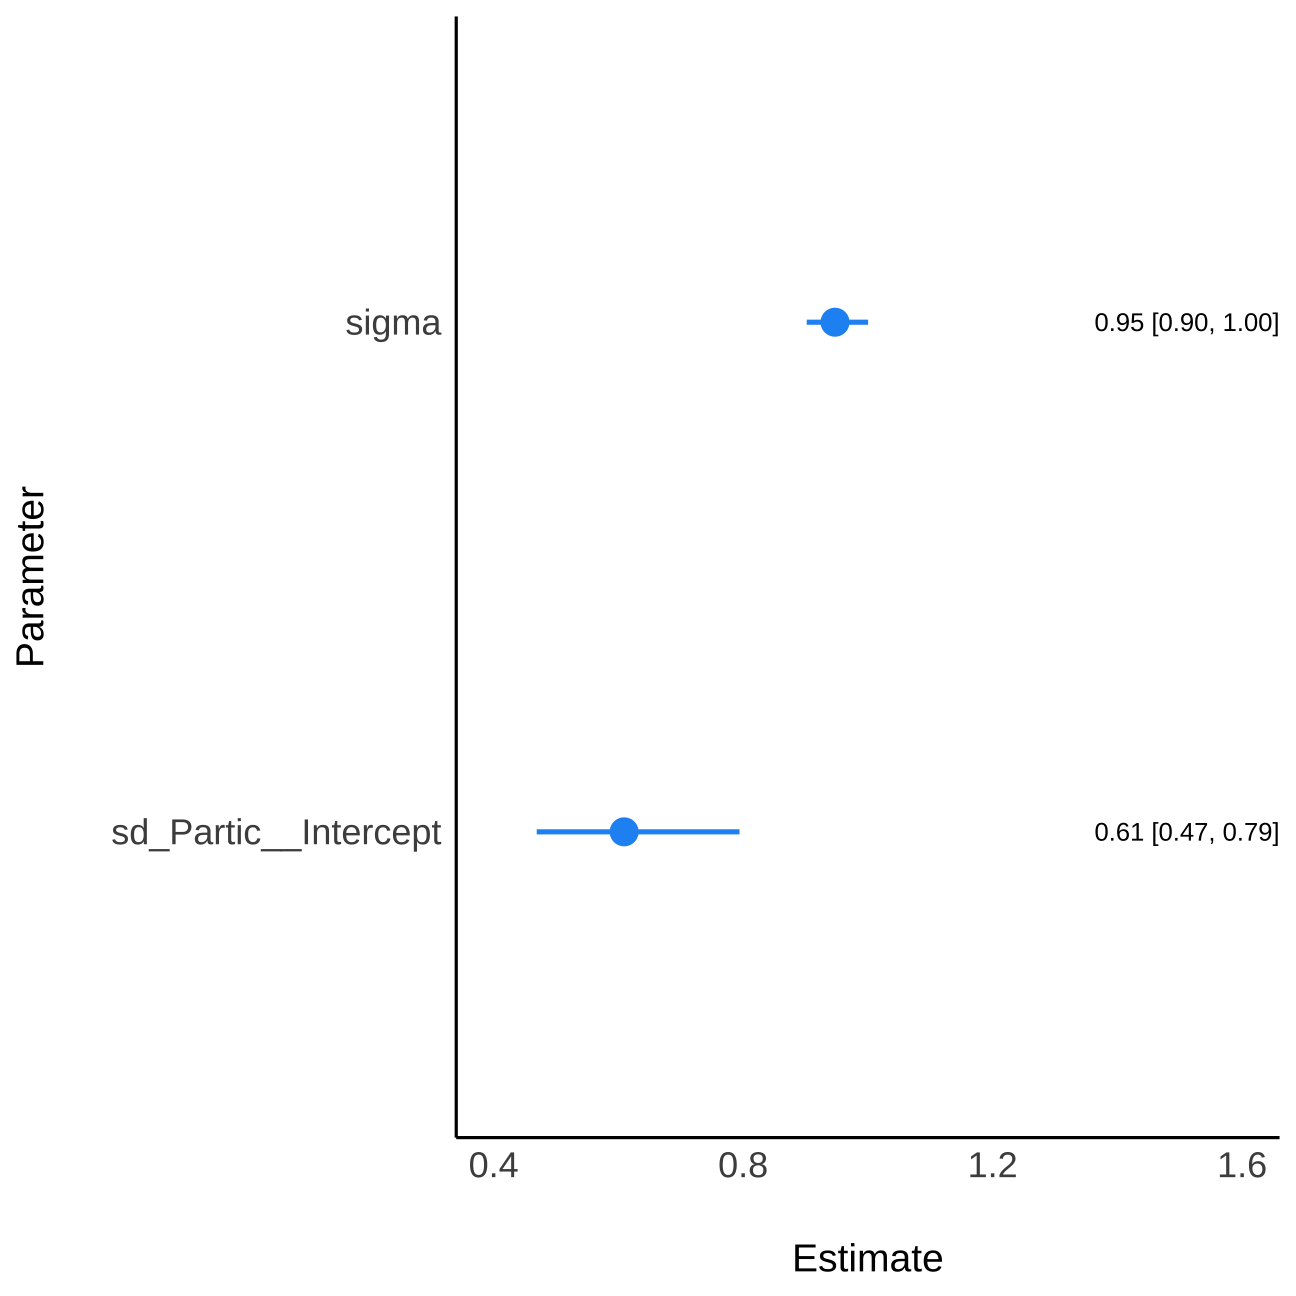 Parameter
sigma
0.95 [0.90, 1.00]
sd_Partic__Intercept
0.61 [0.47, 0.79]
0.4 0.8 1.2 1.6
Estimate